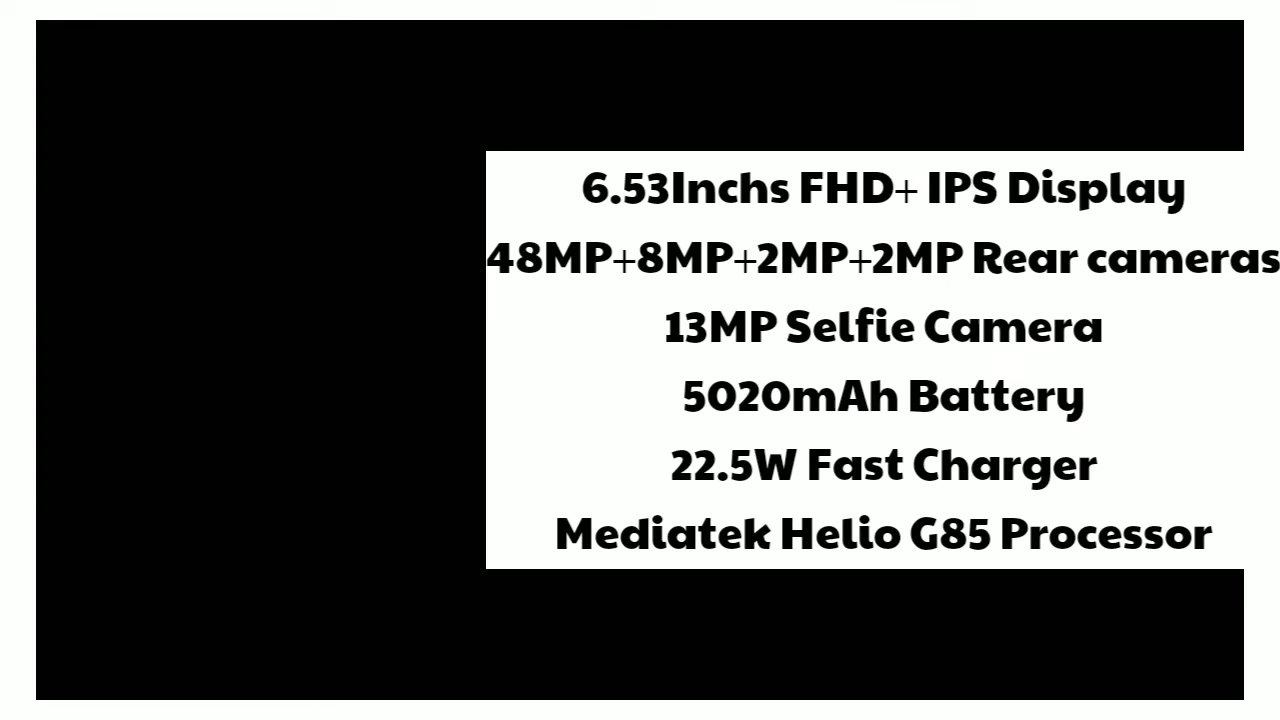 6.53Inchs FHD+ IPS Display
48MP+8MP+2MP+2MP Rear cameras
13MP Selfie Camera
5020mAh Battery
22.5W Fast Charger
Mediatek Helio G85 Processor